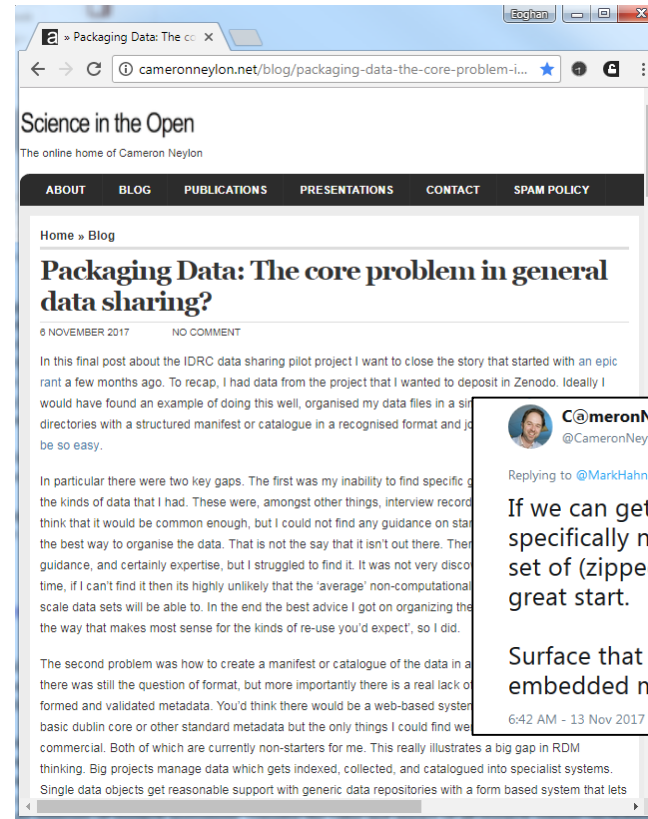 Eoghan
» Packaging Data: The co
cameronneylon.net/blog/packaging-data-the-core-problem-i...
Science in the Open
The online home of Cameron Neylon
ABOUT BLOG PUBLICATIONS PRESENTATIONS CONTACT SPAM POLICY
Home » Blog
Packaging Data: The core problem in general
data sharing?
6 NOVEMBER 2017 NO COMMENT
In this final post about the IDRC data sharing pilot project I want to close the story that started with an epic
rant a few months ago. To recap, I had data from the project that I wanted to deposit in Zenodo. Ideally I
would have found an example of doing this well, organised my data files in a sim
directories with a structured manifest or catalogue in a recognised format and jo
be so easy.
In particular there were two key gaps. The first was my inability to find specific g
the kinds of data that I had. These were, amongst other things, interview record
think that it would be common enough, but I could not find any guidance on stan
the best way to organise the data. That is not the say that it isn't out there. Ther
guidance, and certainly expertise, but I struggled to find it. It was not very disco
time, if I can't find it then its highly unlikely that the 'average' non-computational
scale data sets will be able to. In the end the best advice I got on organizing the
the way that makes most sense for the kinds of re-use you'd expect', so I did.
The second problem was how to create a manifest or catalogue of the data in a
there was still the question of format, but more importantly there is a real lack of
formed and validated metadata. You'd think there would be a web-based system
basic dublin core or other standard metadata but the only things I could find wer
commercial. Both of which are currently non-starters for me. This really illustrates a big gap in RDM
thinking. Big projects manage data which gets indexed, collected, and catalogued into specialist systems.
Single data objects get reasonable support with generic data repositories with a form based system that lets
CⓐmeronN
@CameronNey
Replying to @MarkHahn
If we can get
specifically n
set of (zippe
great start.
Surface that
embedded m
6:42 AM - 13 Nov 2017